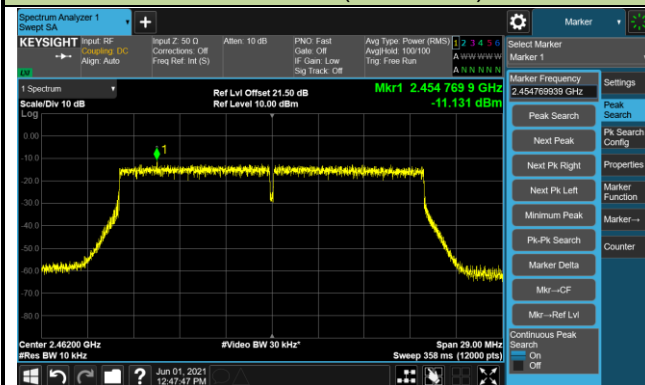 Spectrum Analyzer 1
Swept SA
Marker
KEYSIGHT
Input: RF
Coupling: DC
Align: Auto
Input Z: 50 Ω
Corrections: Off
Freq Ref: Int (S)
Atten: 10 dB
PNO: Fast
Gate: Off
IF Gain: Low
Sig Track: Off
Avg Type: Power (RMS)
Avg|Hold: 100/100
Trig: Free Run
1 2 3 4 5 6
A W W W W W
A N N N N N
LV
Select Marker
Marker 1
1 Spectrum
Scale/Div 10 dB
Log
Ref Lvl Offset 21.50 dB
Ref Level 10.00 dBm
Mkr1 2.454 769 9 GHz
-11.131 dBm
0.00
-10.0
-20.0
-30.0
-40.0
-50.0
-60.0
-70.0
-80.0
1
Center 2.46200 GHz
#Res BW 10 kHz
#Video BW 30 kHz*
Span 29.00 MHz
Sweep 358 ms (12000 pts)
Marker Frequency
2.454769939 GHz
Peak Search
Next Peak
Next Pk Right
Next Pk Left
Minimum Peak
Pk-Pk Search
Marker Delta
Mkr→CF
Mkr→Ref Lvl
Continuous Peak
Search
On
Off
Settings
Peak
Search
Pk Search
Config
Properties
Marker
Function
Marker→
Counter
?
Jun 01, 2021
12:47:47 PM